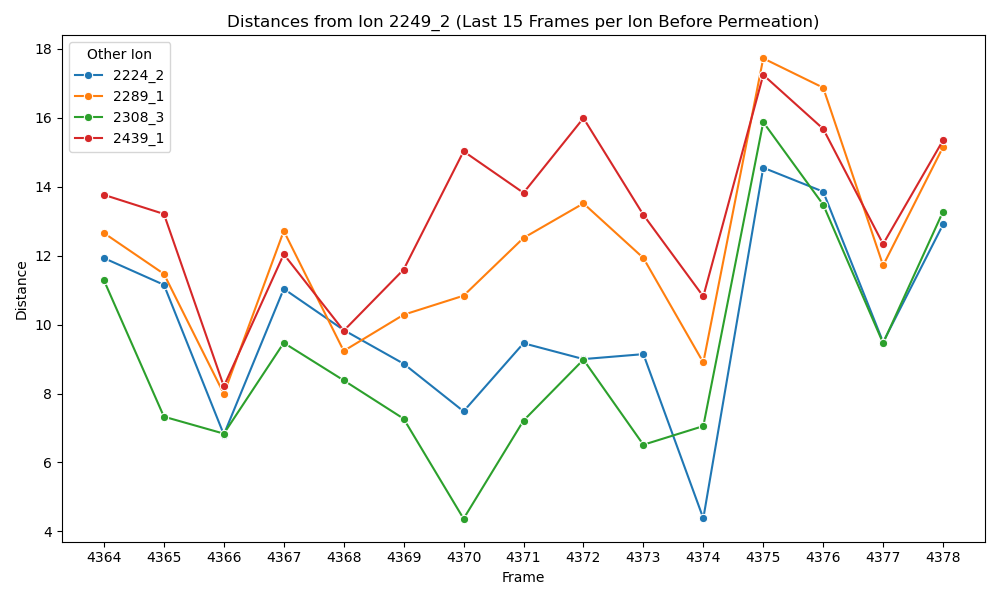 Distances from Ion 2249_2 (Last 15 Frames per Ion Before Permeation)
Other Ion
2224_2
2289_1
2308_3
2439_1
Distance
18
16
14
12
10
8
6
4
4364 4365 4366 4367 4368 4369 4370 4371 4372 4373 4374 4375 4376 4377 4378
Frame